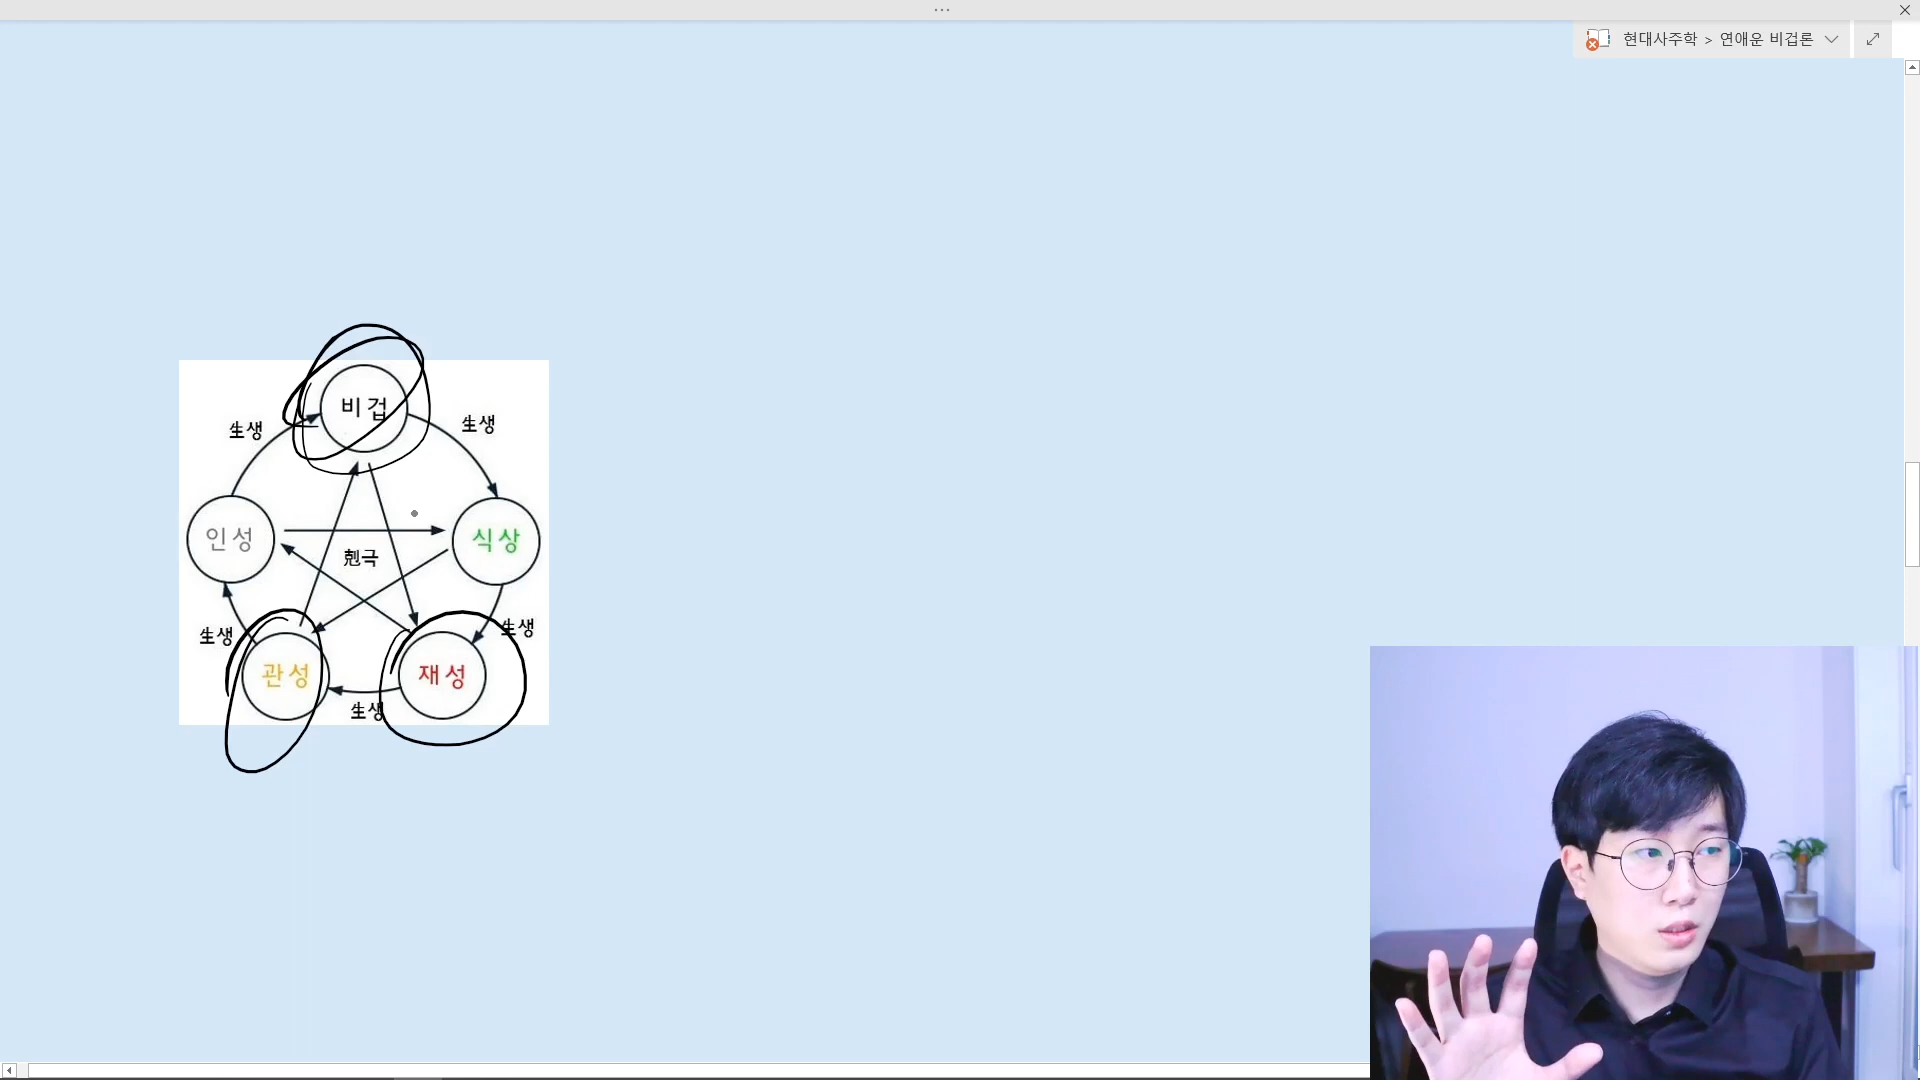 현대사주학 > 연애운 비겁론
비겁
生생
生생
인성
식상
剋극
生생
生생
관성
재성
生생